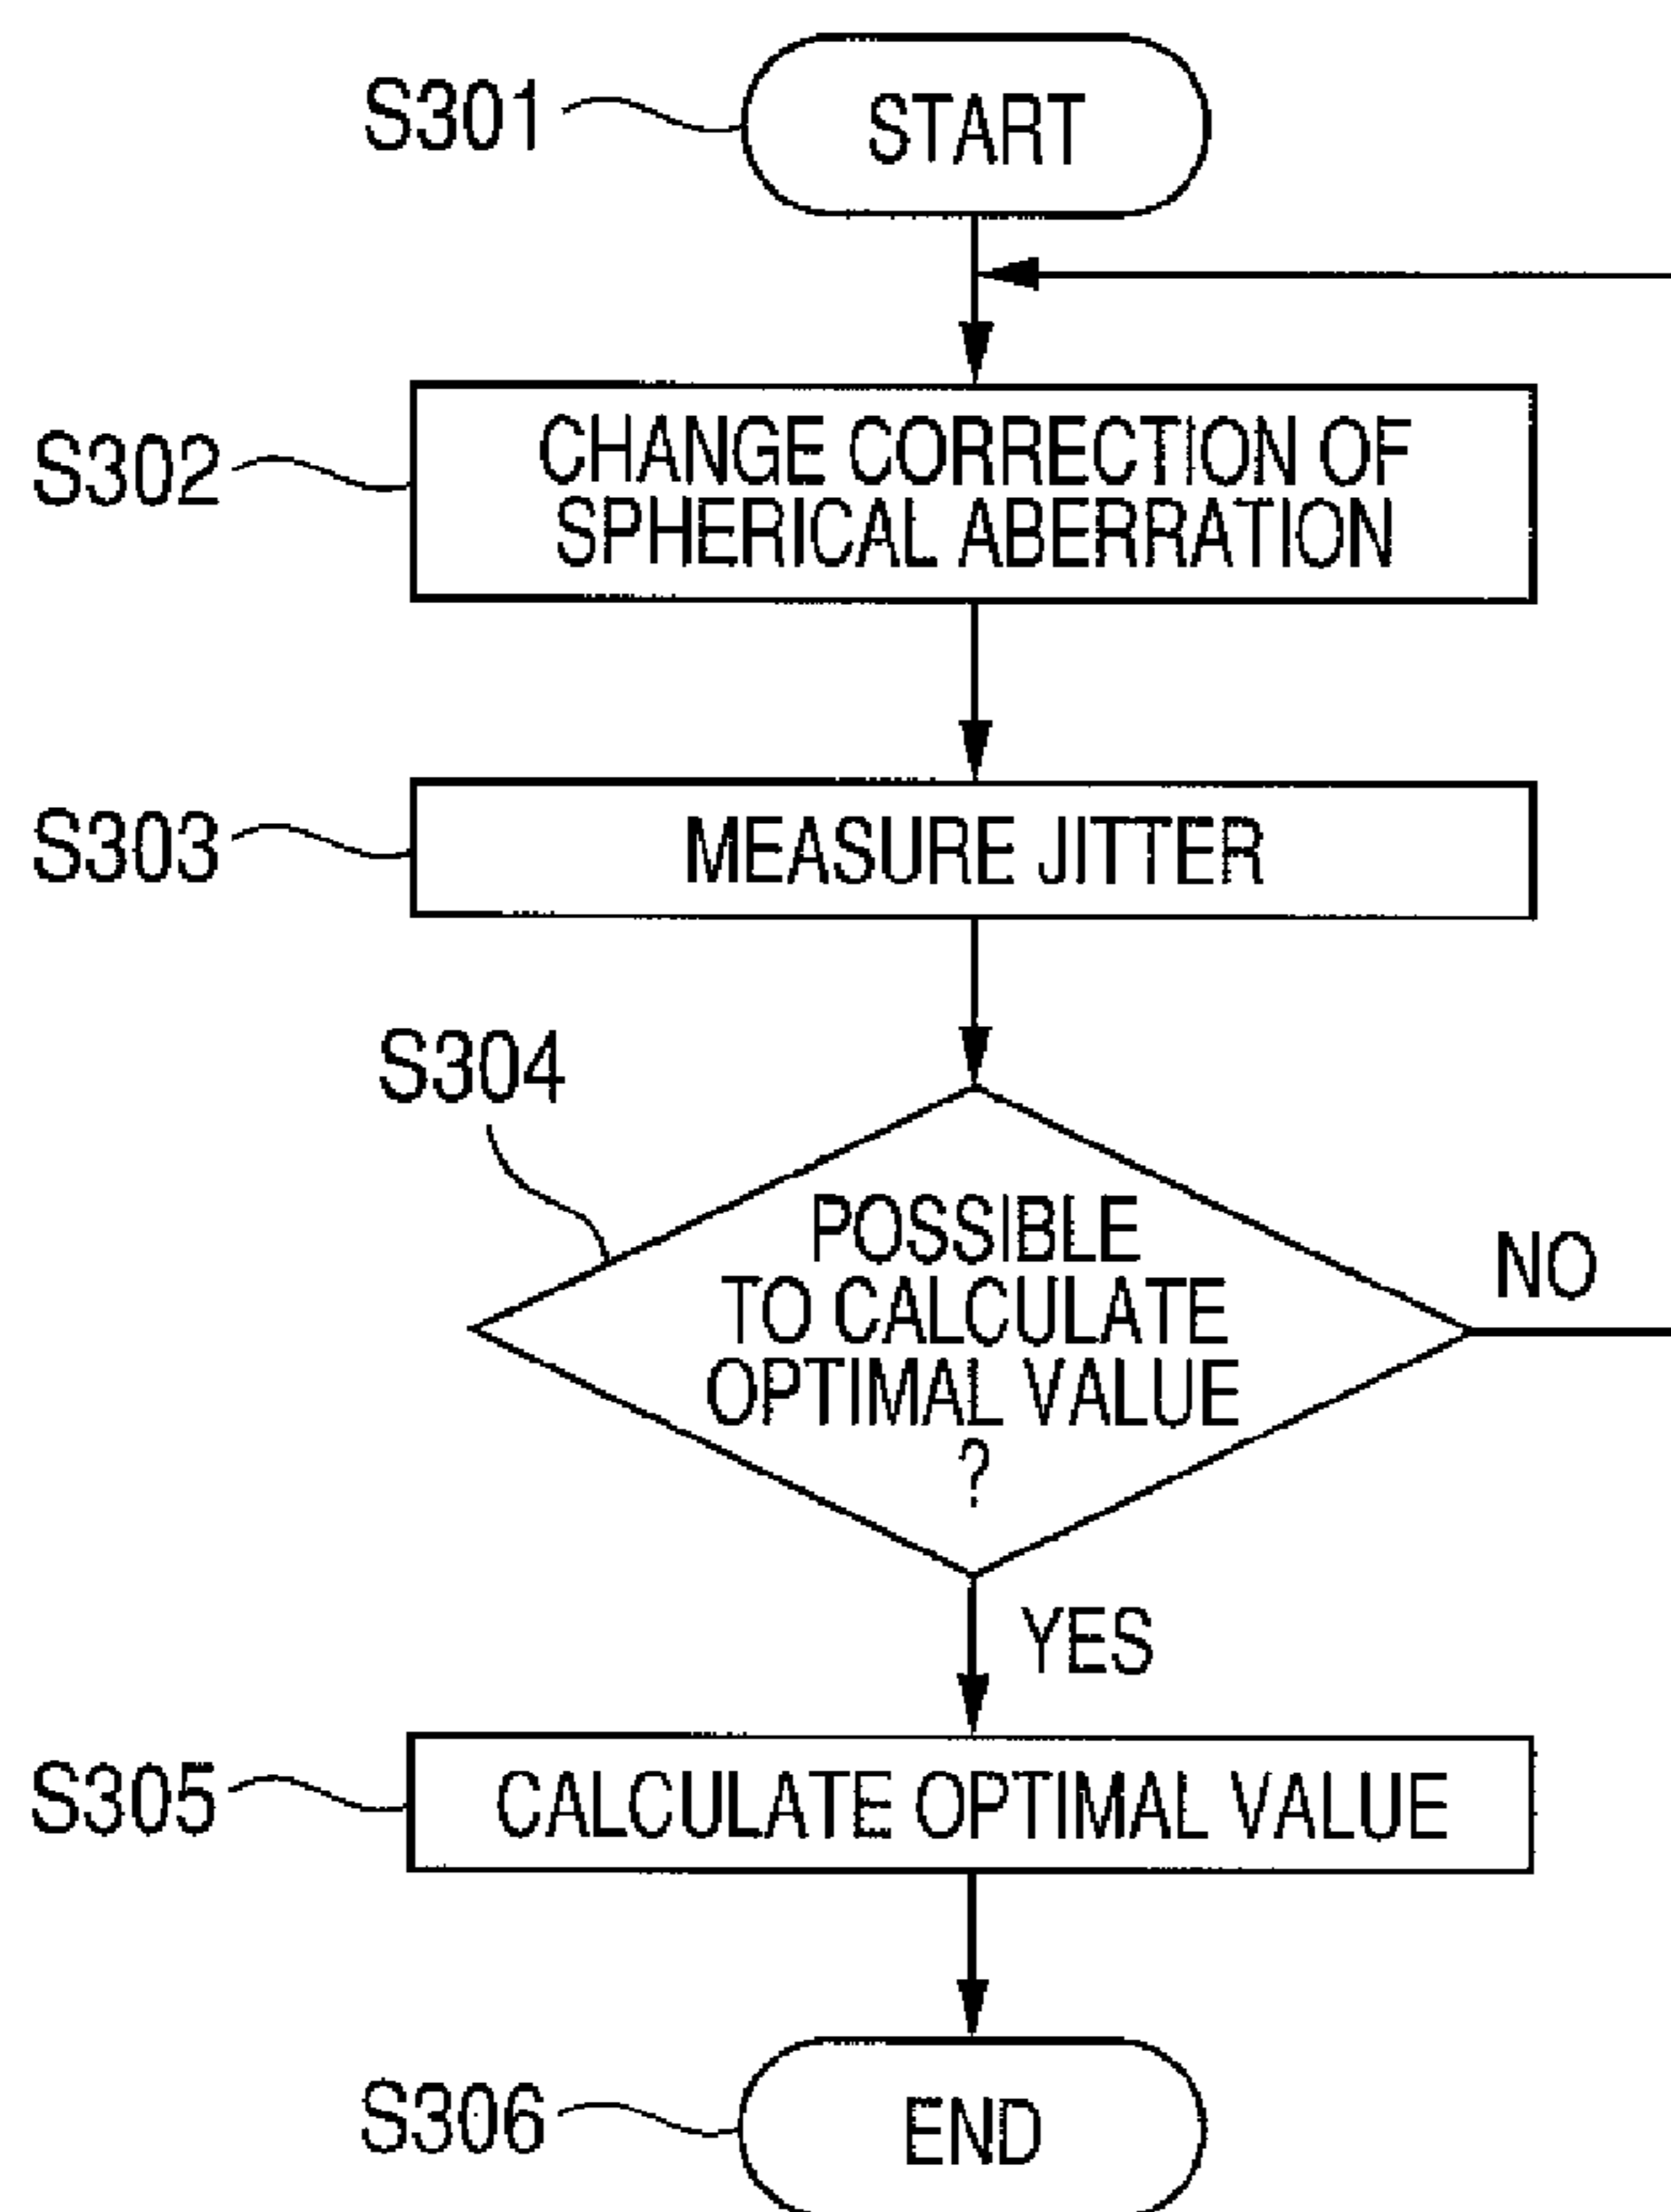 S301
START
S302
CHANGE CORRECTION OF
SPHERICAL ABERRATION
S303
MEASURE JITTER
S304
POSSIBLE
TO CALCULATE
OPTIMAL VALUE
?
NO
YES
S305
CALCULATE OPTIMAL VALUE
S306
END